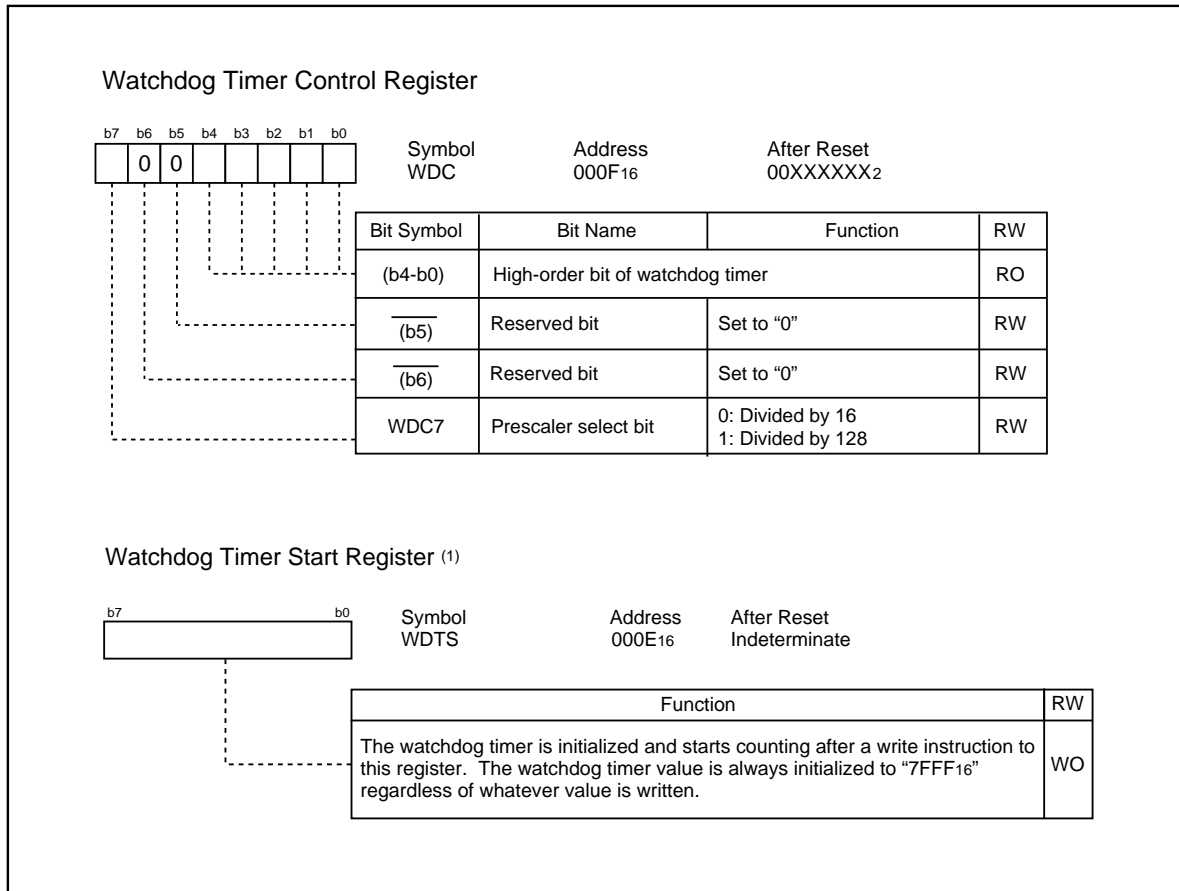 Watchdog Timer Control Register
b7 b6 b5 b4 b3 b2 b1 b0
0 0
Symbol Address After Reset
WDC 000F16 00XXXXXX2
Bit Symbol Bit Name Function RW
(b4-b0) High-order bit of watchdog timer RO
(b5) Reserved bit Set to “0” RW
(b6) Reserved bit Set to “0” RW
WDC7 Prescaler select bit 0: Divided by 16 RW
1: Divided by 128
Watchdog Timer Start Register (1)
b7 b0
Symbol Address After Reset
WDTS 000E16 Indeterminate
Function RW
The watchdog timer is initialized and starts counting after a write instruction to
this register. The watchdog timer value is always initialized to “7FFF16” WO
regardless of whatever value is written.